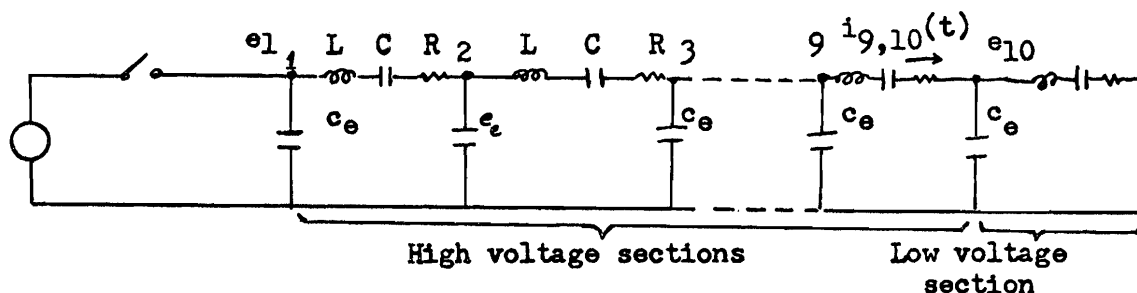 e1 1 L C R 2 L C R 3 9 i9,10(t) e10
ce ee ce ce ce
High voltage sections Low voltage
section